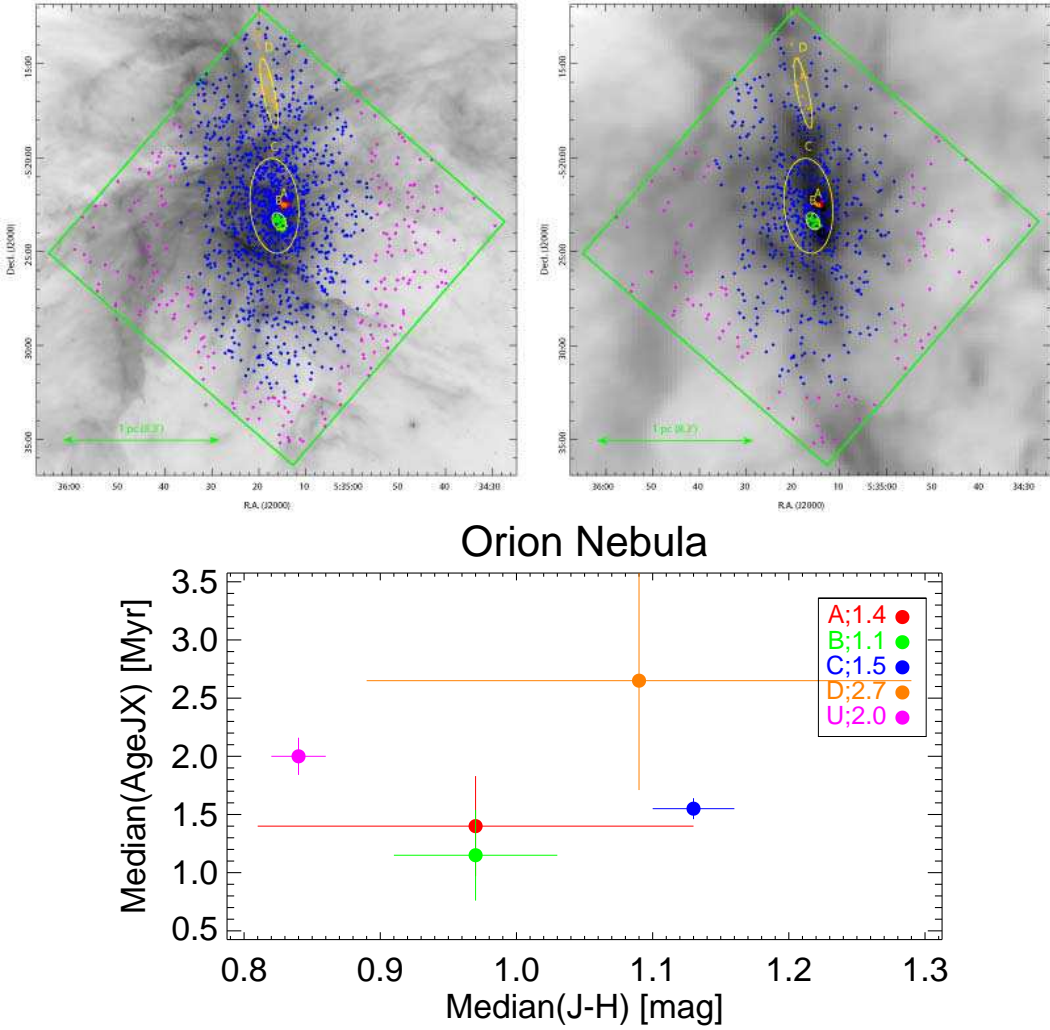 D
C
A
B
15:00
-5:20:00
25:00
30:00
35:00
Decl. (J2000)
1 pc (8.3')
36:00 50 40 30 20 10 5:35:00 50 40 34:30
R.A. (J2000)
D
A
C
A
B
15:00
-5:20:00
25:00
30:00
35:00
Decl. (J2000)
1 pc (8.3')
36:00 50 40 30 20 10 5:35:00 50 40 34:30
R.A. (J2000)
Orion Nebula
3.5
3.0
2.5
2.0
1.5
1.0
0.5
Median(AgeJX) [Myr]
A;1.4
B;1.1
C;1.5
D;2.7
U;2.0
0.8 0.9 1.0 1.1 1.2 1.3
Median(J-H) [mag]